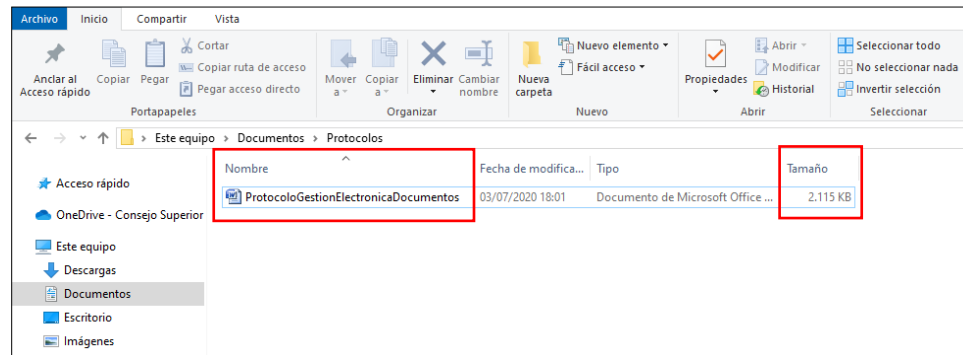 Archivo Inicio Compartir Vista
Anclar al Acceso rápido
Copiar
Pegar
Cortar
Copiar ruta de acceso
Pegar acceso directo
Portapapeles
Mover a
Copiar a
Eliminar
Cambiar nombre
Organizar
Nueva carpeta
Nuevo elemento
Fácil acceso
Nuevo
Propiedades
Abrir
Modificar
Historial
Abrir
Seleccionar todo
No seleccionar nada
Invertir selección
Seleccionar
Este equipo > Documentos > Protocolos
Nombre Fecha de modifica... Tipo Tamaño
ProtocoloGestionElectronicaDocumentos 03/07/2020 18:01 Documento de Microsoft Office ... 2.115 KB
Acceso rápido
OneDrive - Consejo Superior
Este equipo
Descargas
Documentos
Escritorio
Imágenes